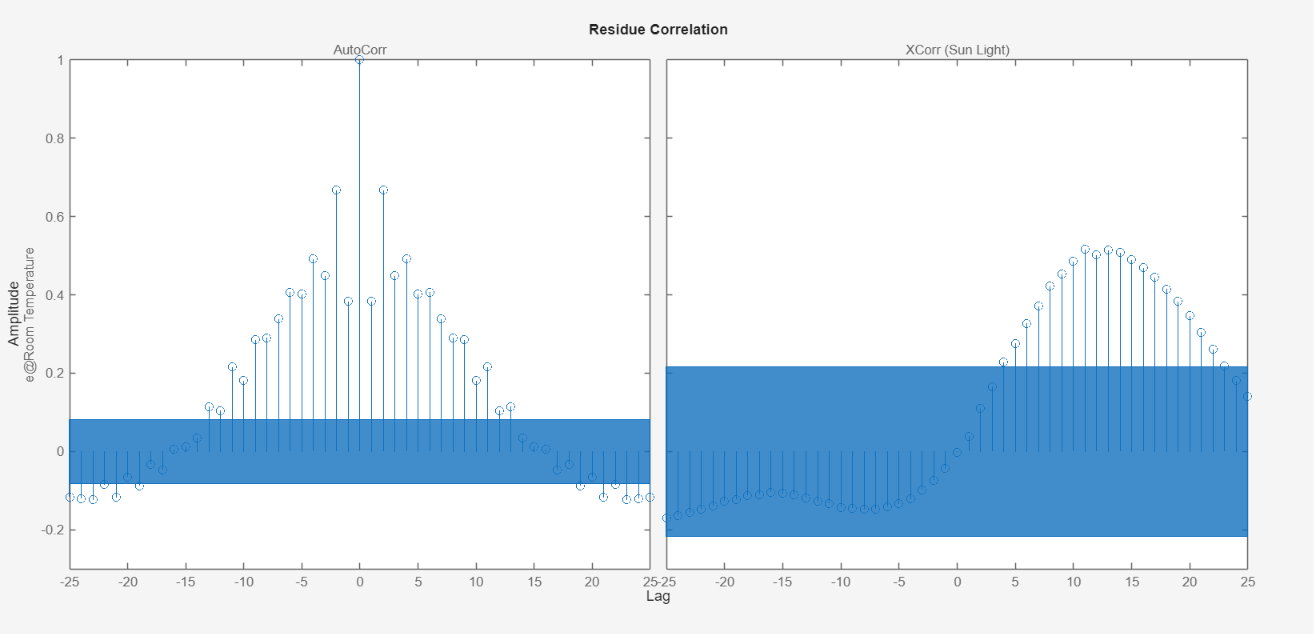 Residue Correlation
AutoCorr
XCorr (Sun Light)
Amplitude
e@Room Temperature
1
0.8
0.6
0.4
0.2
0
-0.2
-25 -20 -15 -10 -5 0 5 10 15 20 25
-25 -20 -15 -10 -5 0 5 10 15 20 25
Lag